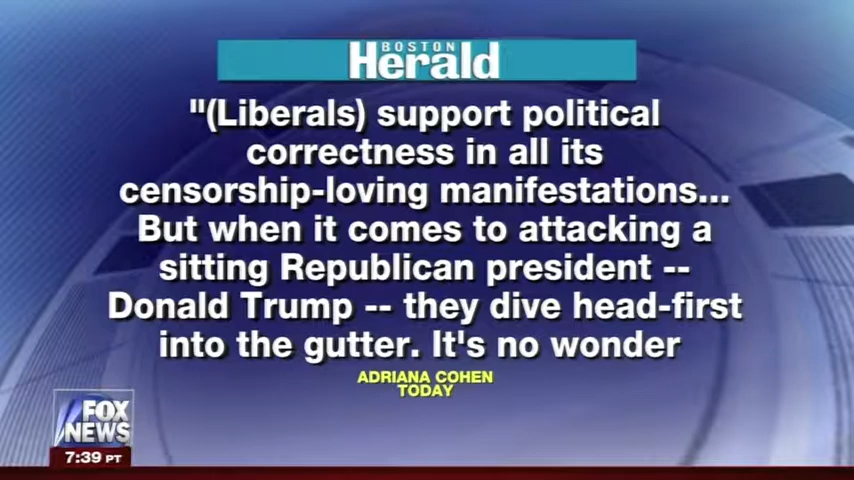 BOSTON
Herald
"(Liberals) support political
correctness in all its
censorship-loving manifestations...
But when it comes to attacking a
sitting Republican president --
Donald Trump -- they dive head-first
into the gutter. It's no wonder
ADRIANA COHEN
TODAY
FOX
NEWS
7:39 PT